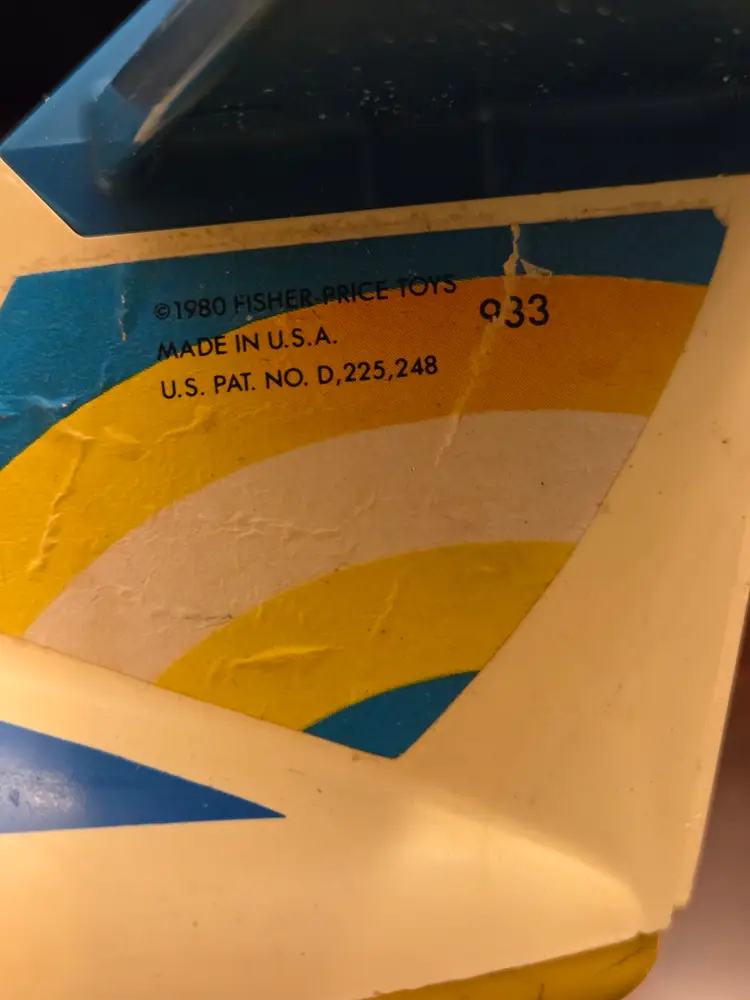 ©1980 FISHER-PRICE TOYS
933
MADE IN U.S.A.
U.S. PAT. NO. D,225,248